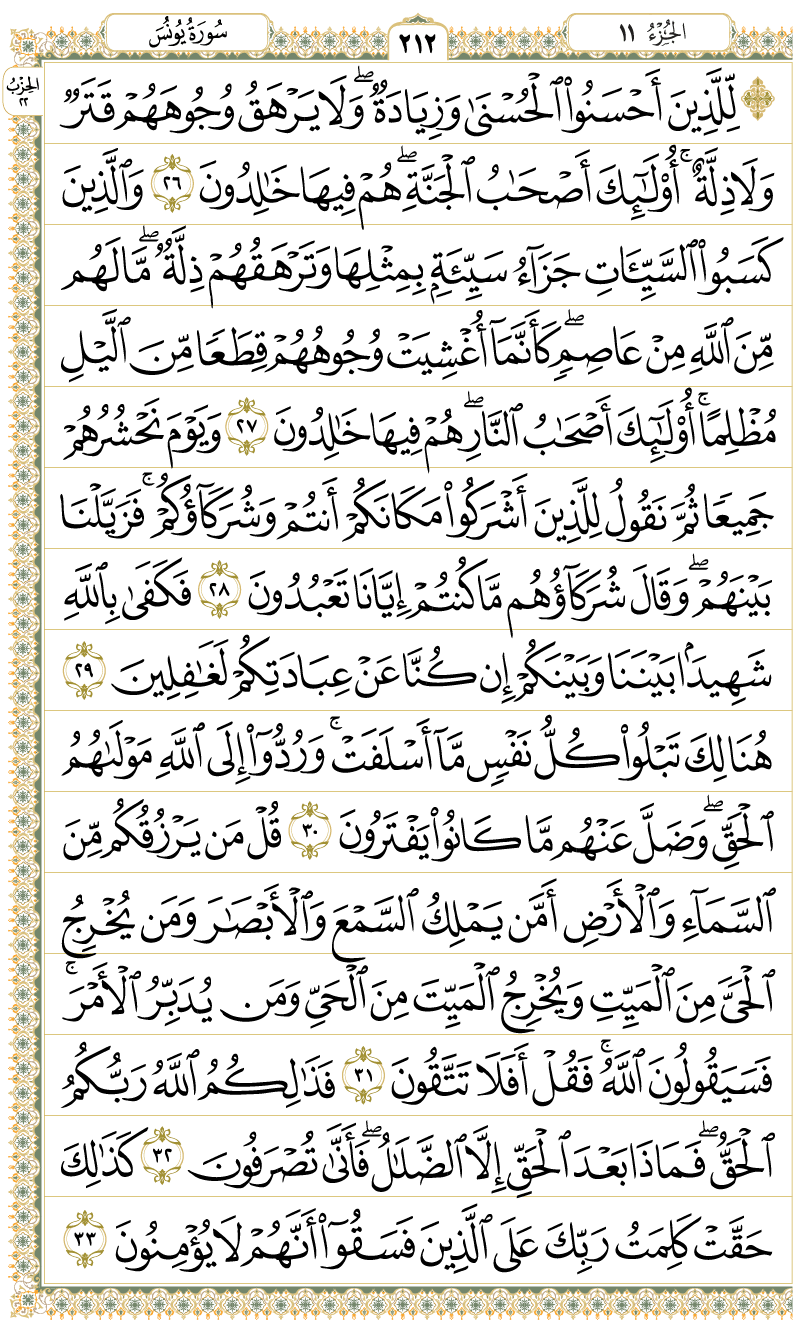 الجُزْءُ ١١
٢١٢
سُورَةُ يُونُسَ
الحِزْبُ
٢٢
لِّلَّذِينَ أَحْسَنُوا۟ ٱلْحُسْنَىٰ وَزِيَادَةٌ ۖ وَلَا يَرْهَقُ وُجُوهَهُمْ قَتَرٌ
وَلَا ذِلَّةٌ ۚ أُو۟لَـٰٓئِكَ أَصْحَـٰبُ ٱلْجَنَّةِ ۖ هُمْ فِيهَا خَـٰلِدُونَ ٢٦ وَٱلَّذِينَ
كَسَبُوا۟ ٱلسَّيِّـَٔاتِ جَزَآءُ سَيِّئَةٍۭ بِمِثْلِهَا وَتَرْهَقُهُمْ ذِلَّةٌ ۖ مَّا لَهُم
مِّنَ ٱللَّهِ مِنْ عَاصِمٍ ۖ كَأَنَّمَآ أُغْشِيَتْ وُجُوهُهُمْ قِطَعًا مِّنَ ٱلَّيْلِ
مُظْلِمًا ۚ أُو۟لَـٰٓئِكَ أَصْحَـٰبُ ٱلنَّارِ ۖ هُمْ فِيهَا خَـٰلِدُونَ ٢٧ وَيَوْمَ نَحْشُرُهُمْ
جَمِيعًا ثُمَّ نَقُولُ لِلَّذِينَ أَشْرَكُوا۟ مَكَانَكُمْ أَنتُمْ وَشُرَكَآؤُكُمْ ۚ فَزَيَّلْنَا
بَيْنَهُمْ ۖ وَقَالَ شُرَكَآؤُهُم مَّا كُنتُمْ إِيَّانَا تَعْبُدُونَ ٢٨ فَكَفَىٰ بِٱللَّهِ
شَهِيدًۢا بَيْنَنَا وَبَيْنَكُمْ إِن كُنَّا عَنْ عِبَادَتِكُمْ لَغَـٰفِلِينَ ٢٩
هُنَالِكَ تَبْلُوا۟ كُلُّ نَفْسٍ مَّآ أَسْلَفَتْ ۚ وَرُدُّوٓا۟ إِلَى ٱللَّهِ مَوْلَىٰهُمُ
ٱلْحَقِّ ۖ وَضَلَّ عَنْهُم مَّا كَانُوا۟ يَفْتَرُونَ ٣٠ قُلْ مَن يَرْزُقُكُم مِّنَ
ٱلسَّمَآءِ وَٱلْأَرْضِ أَمَّن يَمْلِكُ ٱلسَّمْعَ وَٱلْأَبْصَـٰرَ وَمَن يُخْرِجُ
ٱلْحَىَّ مِنَ ٱلْمَيِّتِ وَيُخْرِجُ ٱلْمَيِّتَ مِنَ ٱلْحَىِّ وَمَن يُدَبِّرُ ٱلْأَمْرَ ۚ
فَسَيَقُولُونَ ٱللَّهُ ۚ فَقُلْ أَفَلَا تَتَّقُونَ ٣١ فَذَٰلِكُمُ ٱللَّهُ رَبُّكُمُ
ٱلْحَقُّ ۖ فَمَاذَا بَعْدَ ٱلْحَقِّ إِلَّا ٱلضَّلَـٰلُ ۖ فَأَنَّىٰ تُصْرَفُونَ ٣٢ كَذَٰلِكَ
حَقَّتْ كَلِمَتُ رَبِّكَ عَلَى ٱلَّذِينَ فَسَقُوٓا۟ أَنَّهُمْ لَا يُؤْمِنُونَ ٣٣